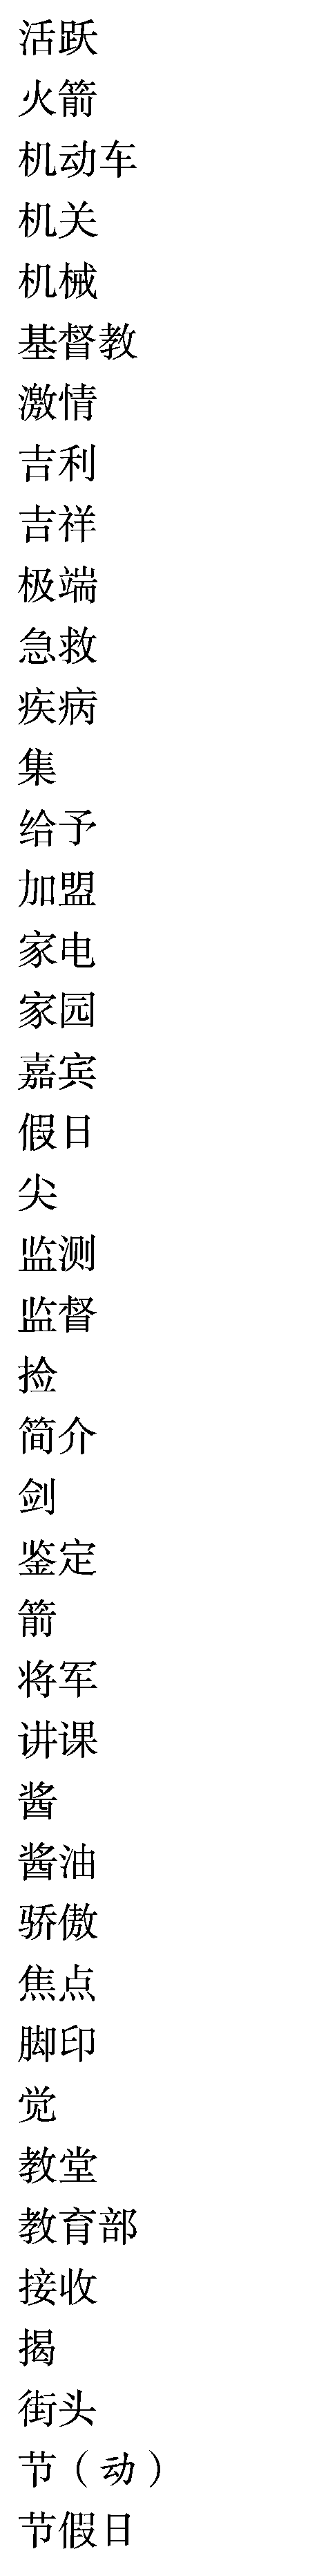 活跃
火箭
机动车
机关
机械
基督教
激情
吉利
吉祥
极端
急救
疾病
集
给予
加盟
家电
家园
嘉宾
假日
尖
监测
监督
捡
简介
剑
鉴定
箭
将军
讲课
酱
酱油
骄傲
焦点
脚印
觉
教堂
教育部
接收
揭
街头
节（动）
节假日